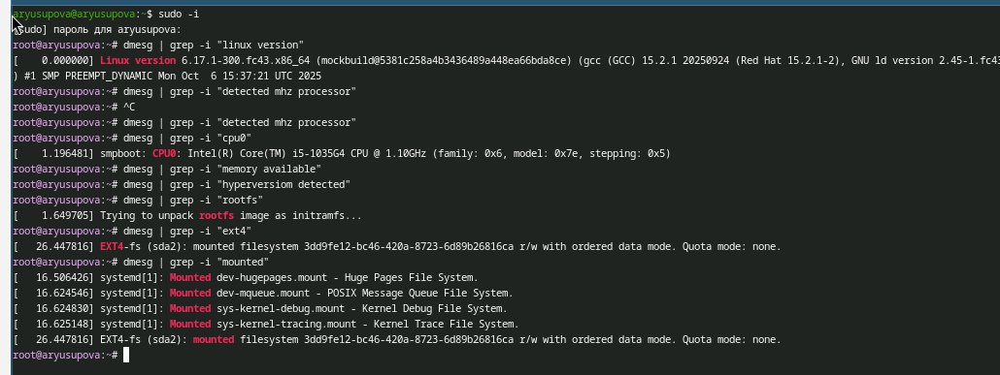 aryusupova@aryusupova:~$ sudo -i
[sudo] пароль для aryusupova:
root@aryusupova:~# dmesg | grep -i "linux version"
[    0.000000] Linux version 6.17.1-300.fc43.x86_64 (mockbuild@5381c258a4b3436489a448ea66bda8ce) (gcc (GCC) 15.2.1 20250924 (Red Hat 15.2.1-2), GNU ld version 2.45-1.fc43
) #1 SMP PREEMPT_DYNAMIC Mon Oct  6 15:37:21 UTC 2025
root@aryusupova:~# dmesg | grep -i "detected mhz processor"
root@aryusupova:~# ^C
root@aryusupova:~# dmesg | grep -i "detected mhz processor"
root@aryusupova:~# dmesg | grep -i "cpu0"
[    1.196481] smpboot: CPU0: Intel(R) Core(TM) i5-1035G4 CPU @ 1.10GHz (family: 0x6, model: 0x7e, stepping: 0x5)
root@aryusupova:~# dmesg | grep -i "memory available"
root@aryusupova:~# dmesg | grep -i "hyperversiom detected"
root@aryusupova:~# dmesg | grep -i "rootfs"
[    1.649705] Trying to unpack rootfs image as initramfs...
root@aryusupova:~# dmesg | grep -i "ext4"
[   26.447816] EXT4-fs (sda2): mounted filesystem 3dd9fe12-bc46-420a-8723-6d89b26816ca r/w with ordered data mode. Quota mode: none.
root@aryusupova:~# dmesg | grep -i "mounted"
[   16.506426] systemd[1]: Mounted dev-hugepages.mount - Huge Pages File System.
[   16.624546] systemd[1]: Mounted dev-mqueue.mount - POSIX Message Queue File System.
[   16.624830] systemd[1]: Mounted sys-kernel-debug.mount - Kernel Debug File System.
[   16.625148] systemd[1]: Mounted sys-kernel-tracing.mount - Kernel Trace File System.
[   26.447816] EXT4-fs (sda2): mounted filesystem 3dd9fe12-bc46-420a-8723-6d89b26816ca r/w with ordered data mode. Quota mode: none.
root@aryusupova:~#